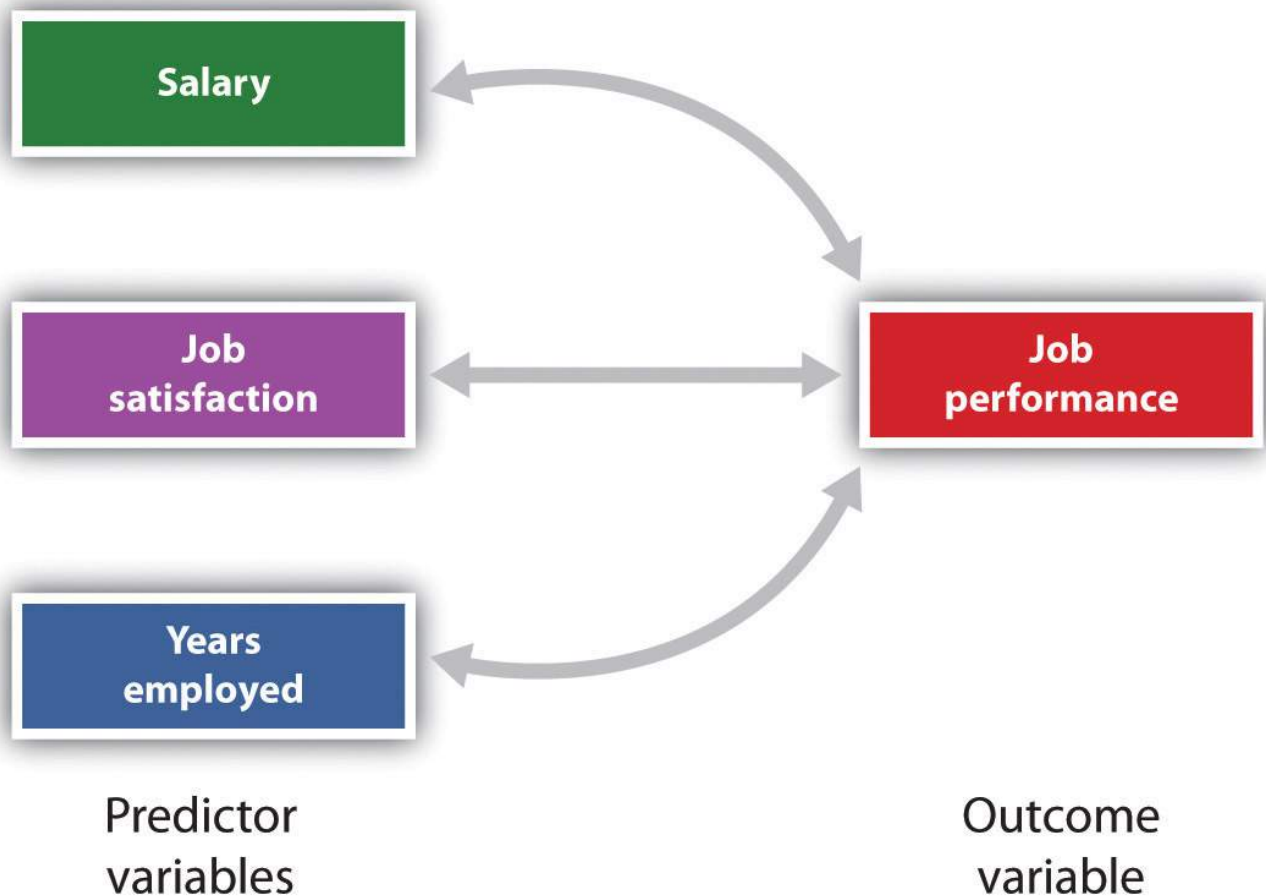 Salary
Job
satisfaction
Job
performance
Years
employed
Predictor
variables
Outcome
variable